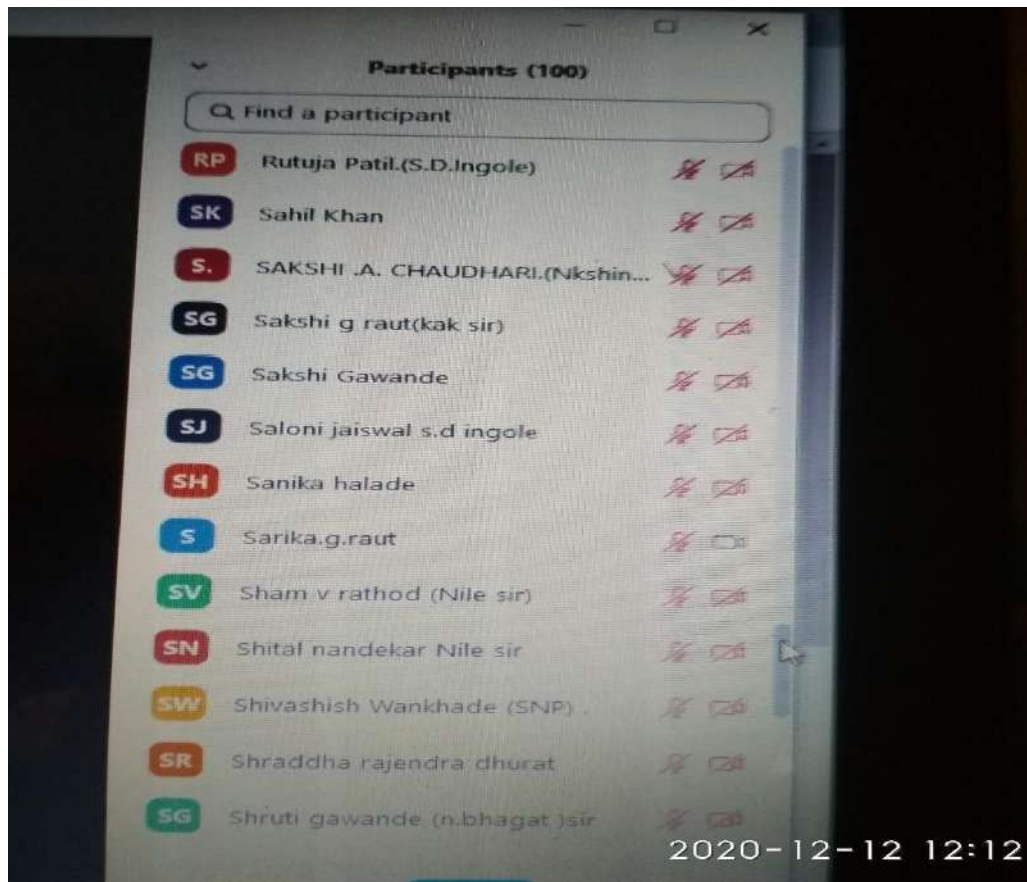 Participants (100)
Find a participant
RP Rutuja Patil.(S.D.Ingole)
SK Sahil Khan
S. SAKSHI .A. CHAUDHARI.(Nkshin...
SG Sakshi g raut(kak sir)
SG Sakshi Gawande
SJ Saloni jaiswal s.d ingole
SH Sanika halade
S Sarika.g.raut
SV Sham v rathod (Nile sir)
SN Shital nandekar Nile sir
SW Shivashish Wankhade (SNP) .
SR Shraddha rajendra dhurat
SG Shruti gawande (n.bhagat )sir
2020-12-12 12:12